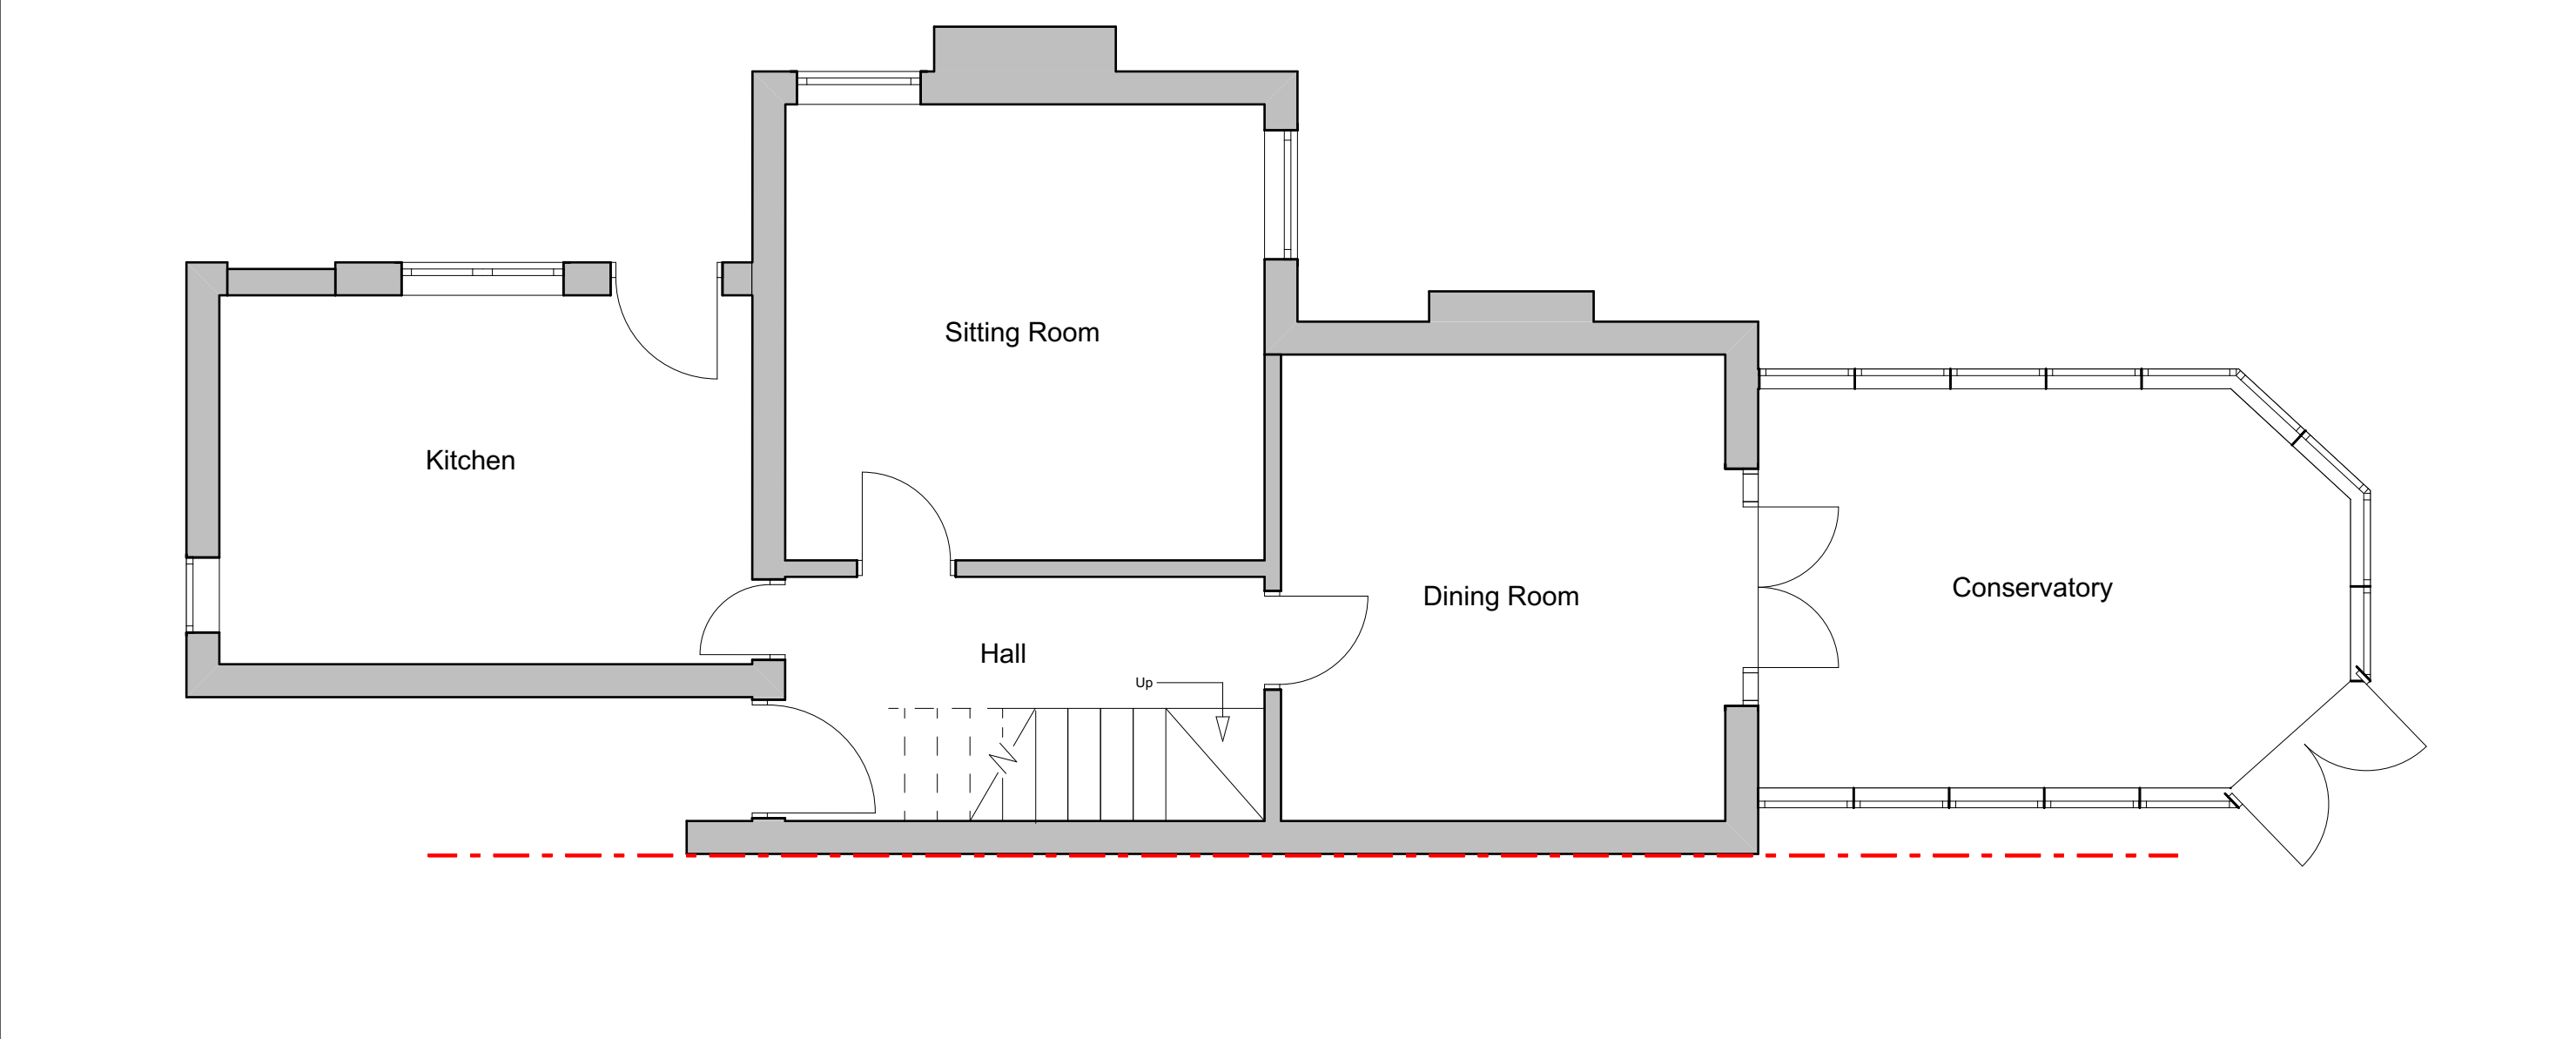 Sitting Room
Kitchen
Dining Room
Conservatory
Hall
Up